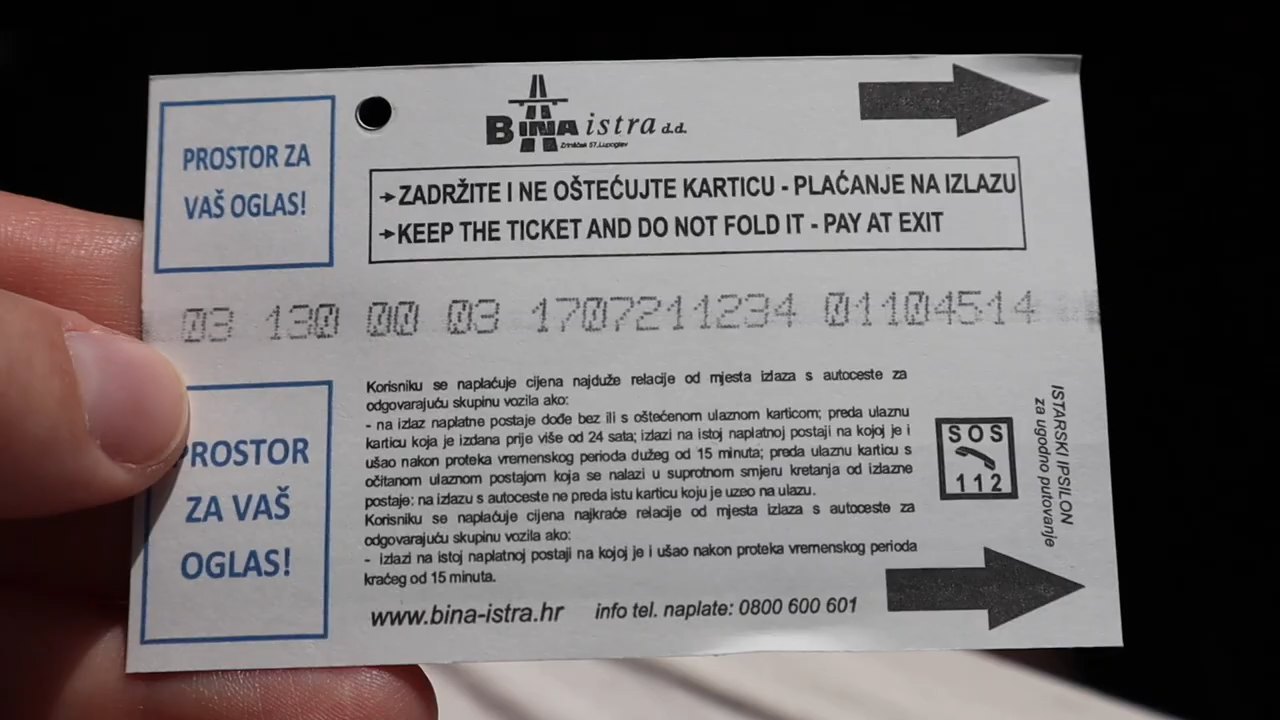 PROSTOR ZA
VAŠ OGLAS!
BINA istra d.d.
Zrinšćak 57, Lupoglav
ZADRŽITE I NE OŠTEĆUJTE KARTICU - PLAĆANJE NA IZLAZU
KEEP THE TICKET AND DO NOT FOLD IT - PAY AT EXIT
03 130 00 03 1707211234 01104514
PROSTOR
ZA VAŠ
OGLAS!
Korisniku se naplaćuje cijena najduže relacije od mjesta izlaza s autoceste za
odgovarajuću skupinu vozila ako:
- na izlaz naplatne postaje dođe bez ili s oštećenom ulaznom karticom; preda ulaznu
karticu koja je izdana prije više od 24 sata; izlazi na istoj naplatnoj postaji na kojoj je i
ušao nakon proteka vremenskog perioda dužeg od 15 minuta; preda ulaznu karticu s
očitanom ulaznom postajom koja se nalazi u suprotnom smjeru kretanja od izlazne
postaje: na izlazu s autoceste ne preda istu karticu koju je uzeo na ulazu.
Korisniku se naplaćuje cijena najkraće relacije od mjesta izlaza s autoceste za
odgovarajuću skupinu vozila ako:
- izlazi na istoj naplatnoj postaji na kojoj je i ušao nakon proteka vremenskog perioda
kraćeg od 15 minuta.
www.bina-istra.hr info tel. naplate: 0800 600 601
SOS
112
ISTARSKI IPSILON
za ugodno putovanje